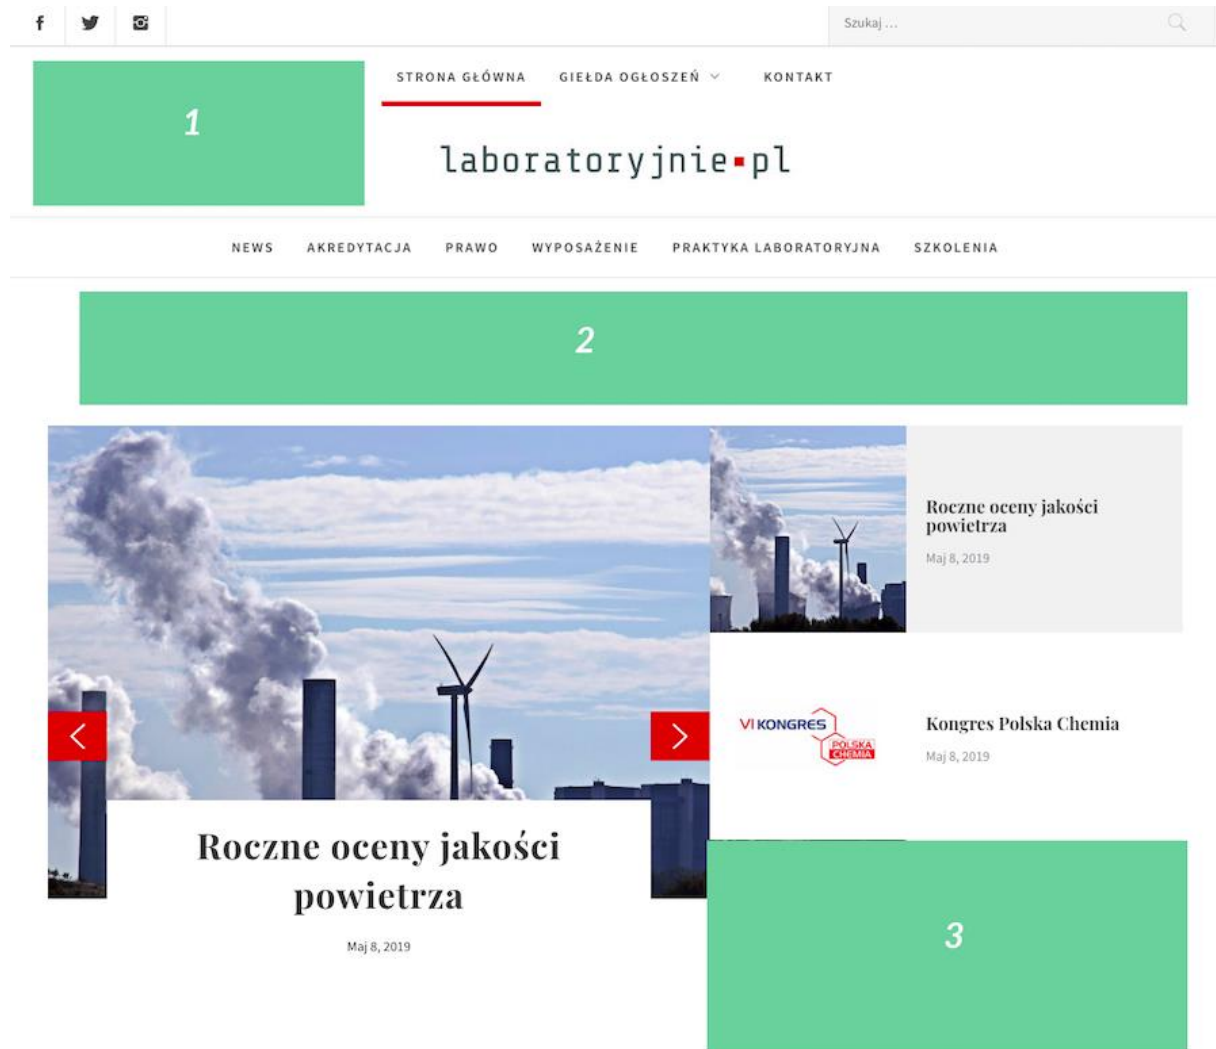 Szukaj ...
STRONA GŁÓWNA GIEŁDA OGŁOSZEŃ KONTAKT
1
laboratoryjnie▪pl
NEWS AKREDYTACJA PRAWO WYPOSAŻENIE PRAKTYKA LABORATORYJNA SZKOLENIA
2
Roczne oceny jakości
powietrza
Maj 8, 2019
VI KONGRES
POLSKA
CHEMIA
Kongres Polska Chemia
Maj 8, 2019
Roczne oceny jakości
powietrza
Maj 8, 2019
3